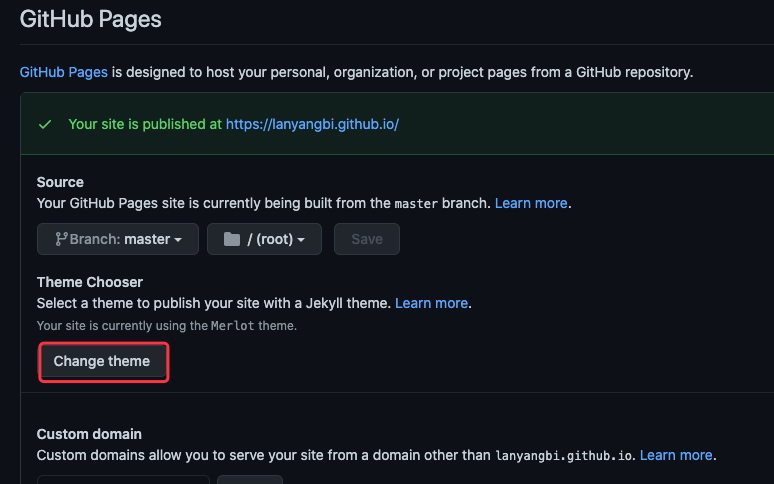 GitHub Pages
GitHub Pages is designed to host your personal, organization, or project pages from a GitHub repository.
Your site is published at https://lanyangbi.github.io/
Source
Your GitHub Pages site is currently being built from the master branch. Learn more.
Branch: master / (root) Save
Theme Chooser
Select a theme to publish your site with a Jekyll theme. Learn more.
Your site is currently using the Merlot theme.
Change theme
Custom domain
Custom domains allow you to serve your site from a domain other than lanyangbi.github.io. Learn more.